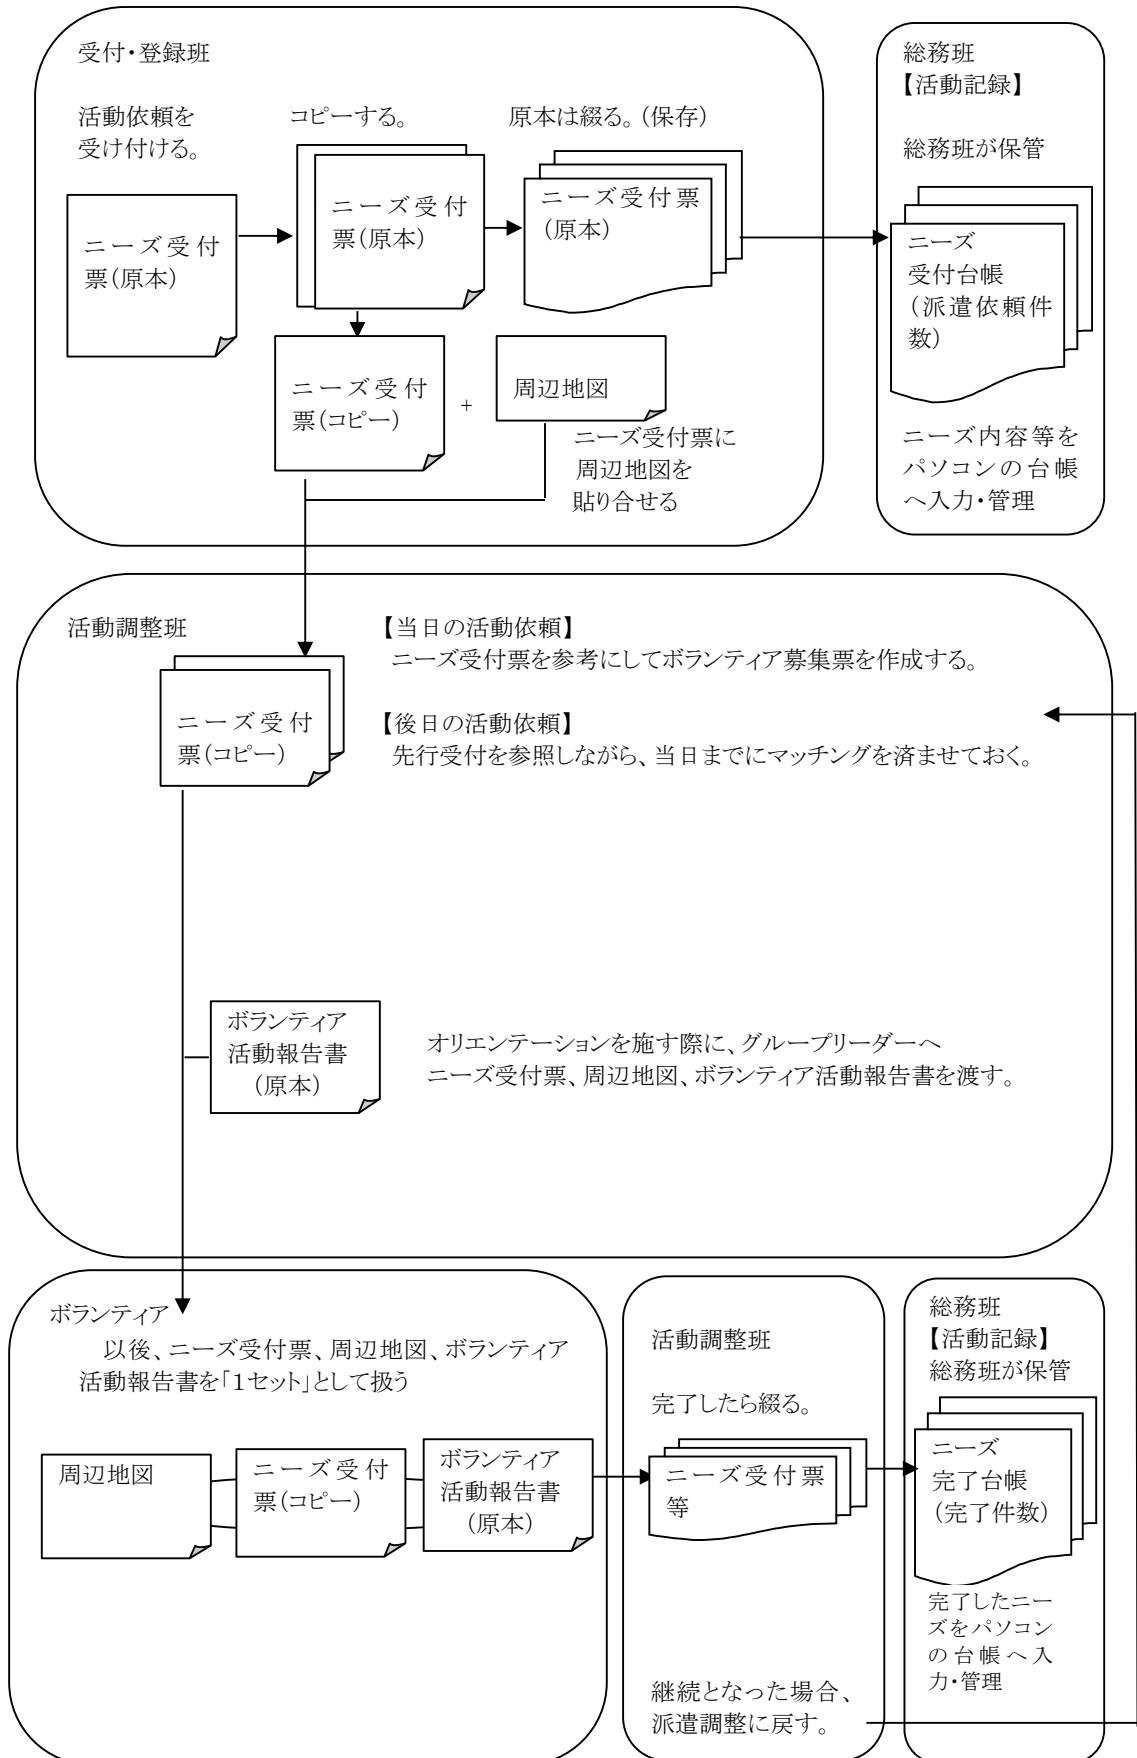 受付・登録班
活動依頼を
受け付ける。
コピーする。
原本は綴る。（保存）
ニーズ受付
票（原本）
ニーズ受付
票（原本）
ニーズ受付票
（原本）
ニーズ受付
票（コピー）
+
周辺地図
ニーズ受付票に
周辺地図を
貼り合せる
総務班
【活動記録】
総務班が保管
ニーズ
受付台帳
（派遣依頼件
数）
ニーズ内容等を
パソコンの台帳
へ入力・管理
活動調整班
ニーズ受付
票（コピー）
【当日の活動依頼】
ニーズ受付票を参考にしてボランティア募集票を作成する。
【後日の活動依頼】
先行受付を参照しながら、当日までにマッチングを済ませておく。
ボランティア
活動報告書
（原本）
オリエンテーションを施す際に、グループリーダーへ
ニーズ受付票、周辺地図、ボランティア活動報告書を渡す。
ボランティア
以後、ニーズ受付票、周辺地図、ボランティア
活動報告書を「１セット」として扱う
周辺地図
ニーズ受付
票（コピー）
ボランティア
活動報告書
（原本）
活動調整班
完了したら綴る。
ニーズ受付票
等
継続となった場合、
派遣調整に戻す。
総務班
【活動記録】
総務班が保管
ニーズ
完了台帳
（完了件数）
完了したニー
ズをパソコン
の台帳へ入
力・管理